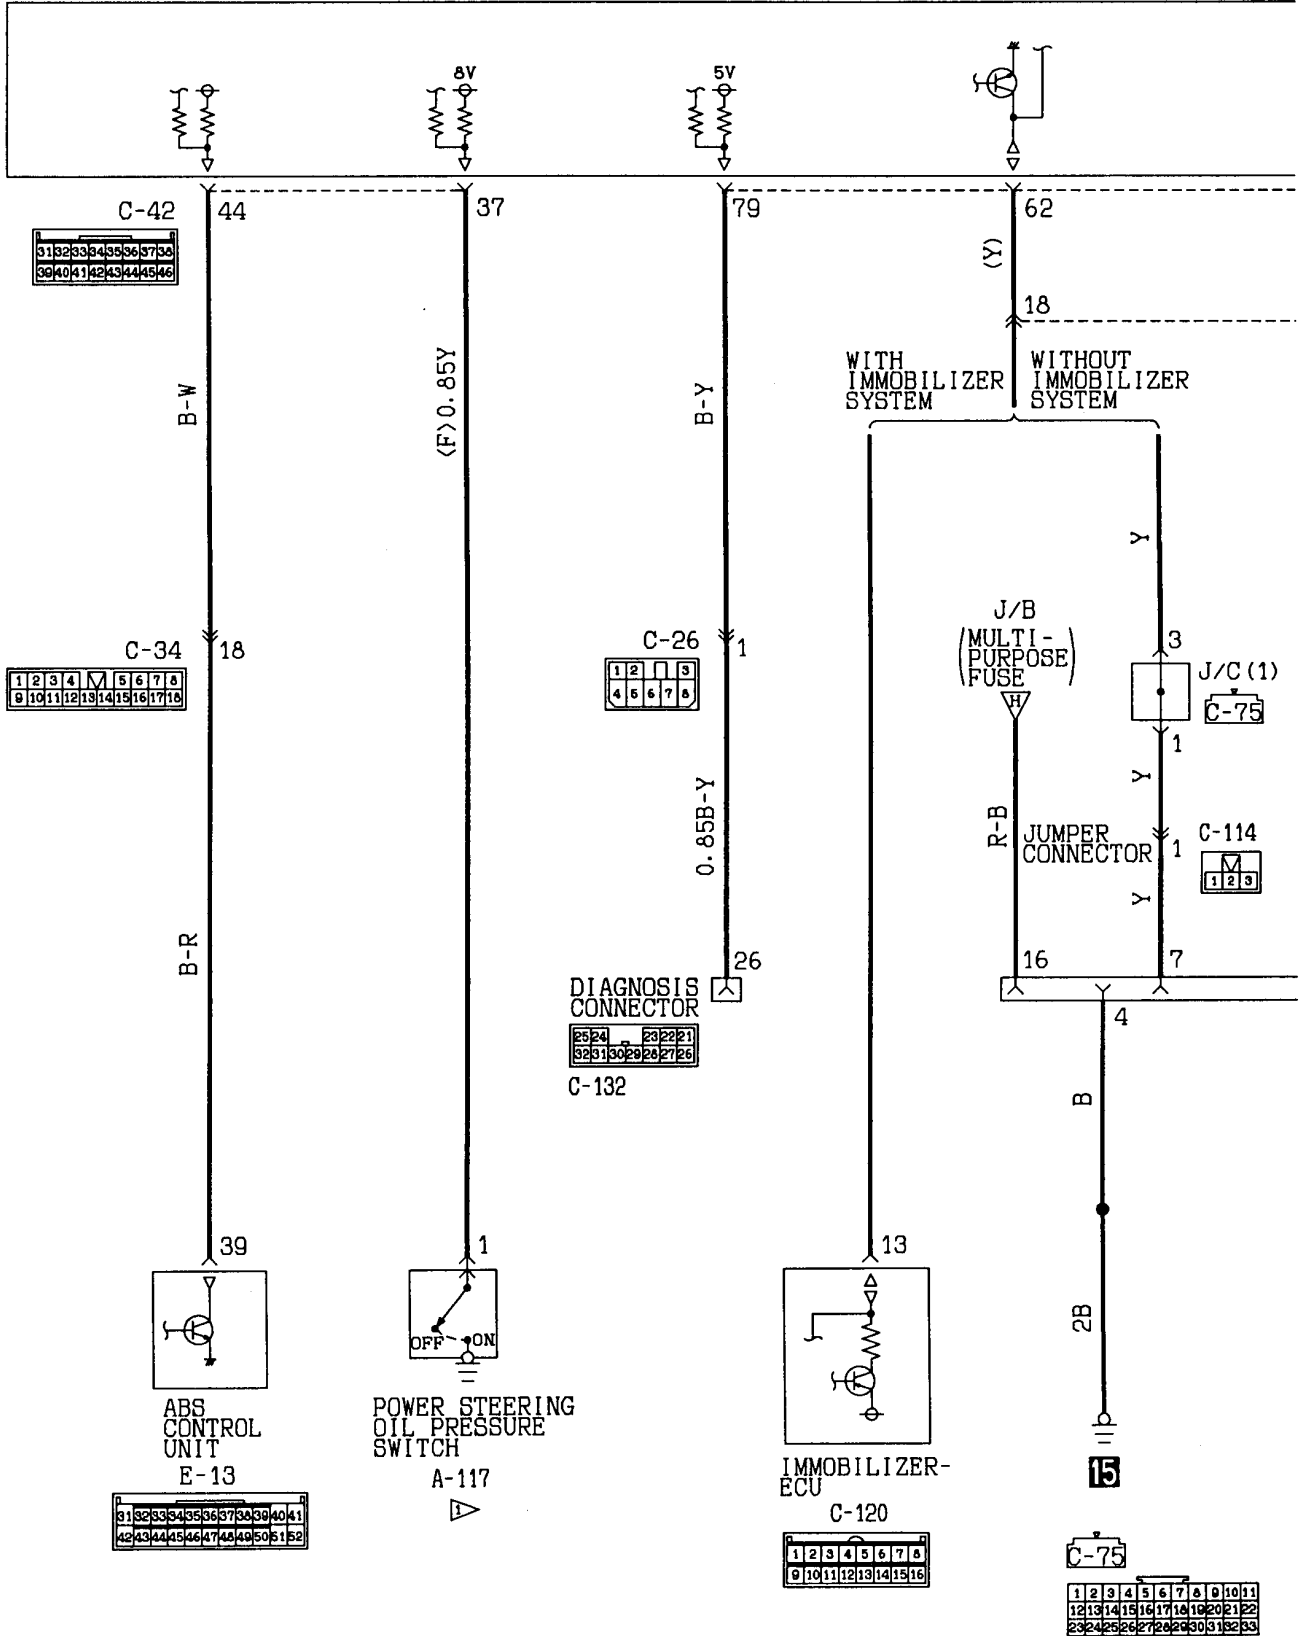 8V
5V
C-42
44
37
79
62
31 32 33 34 35 36 37 38
39 40 41 42 43 44 45 46
(Y)
18
WITH
IMMOBILIZER
SYSTEM
WITHOUT
IMMOBILIZER
SYSTEM
B-W
(F)0.85Y
B-Y
Y
J/B
(MULTI-
PURPOSE
FUSE)
H
C-34
18
1 2 3 4 5 6 7 8
9 10 11 12 13 14 15 16 17 18
C-26
1
1 2 3
4 5 6 7 8
3
J/C(1)
C-75
1
Y
0.85B-Y
R-B
JUMPER
CONNECTOR
1
C-114
1 2 3
Y
B-R
26
16
7
DIAGNOSIS
CONNECTOR
25 24 23 22 21
32 31 30 29 28 27 26
C-132
4
B
2B
39
1
13
OFF
ON
ABS
CONTROL
UNIT
E-13
31 32 33 34 35 36 37 38 39 40 41
42 43 44 45 46 47 48 49 50 51 52
POWER STEERING
OIL PRESSURE
SWITCH
A-117
1
IMMOBILIZER-
ECU
C-120
1 2 3 4 5 6 7 8
9 10 11 12 13 14 15 16
15
C-75
1 2 3 4 5 6 7 8 9 10 11
12 13 14 15 16 17 18 19 20 21 22
23 24 25 26 27 28 29 30 31 32 33